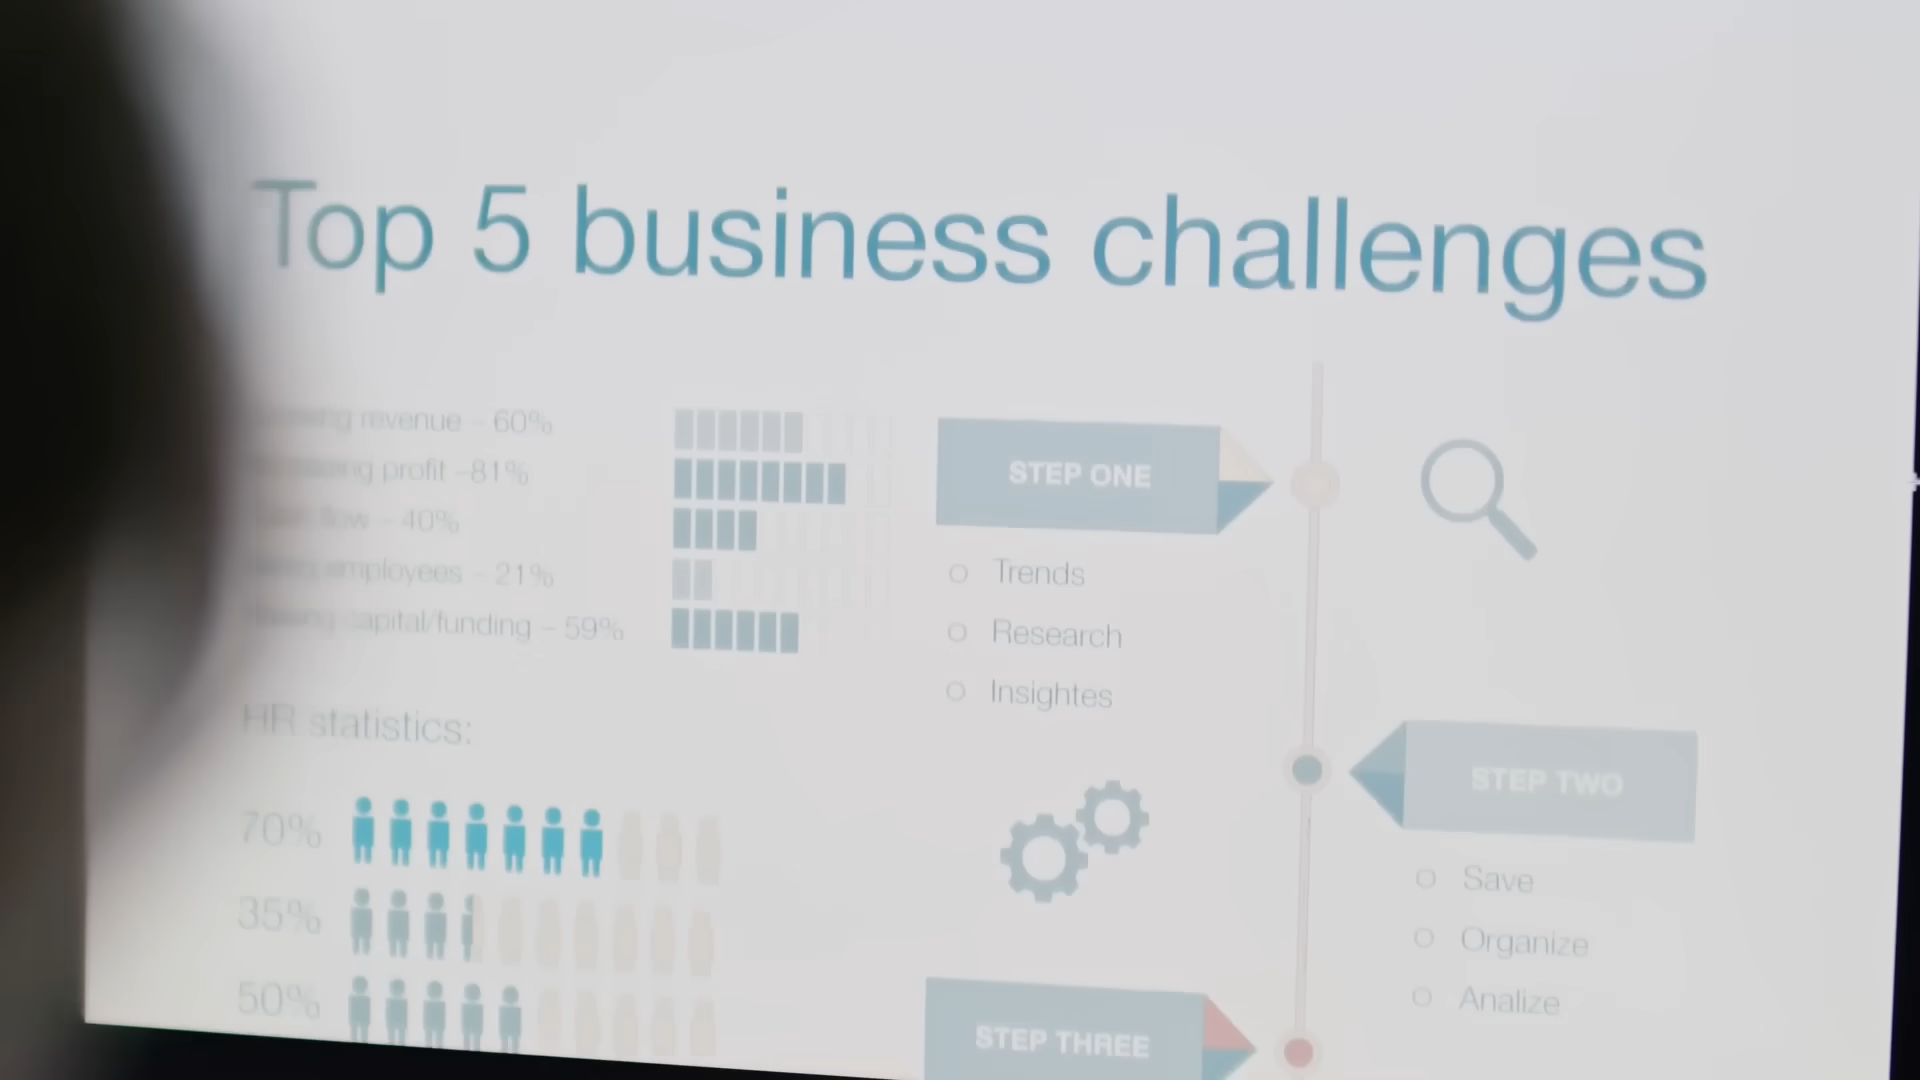 Top 5 business challenges
revenue – 60%
profit –81%
flow – 40%
employees – 21%
capital/funding – 59%
HR statistics:
70%
35%
50%
STEP ONE
Trends
Research
Insightes
STEP TWO
Save
Organize
Analize
STEP THREE